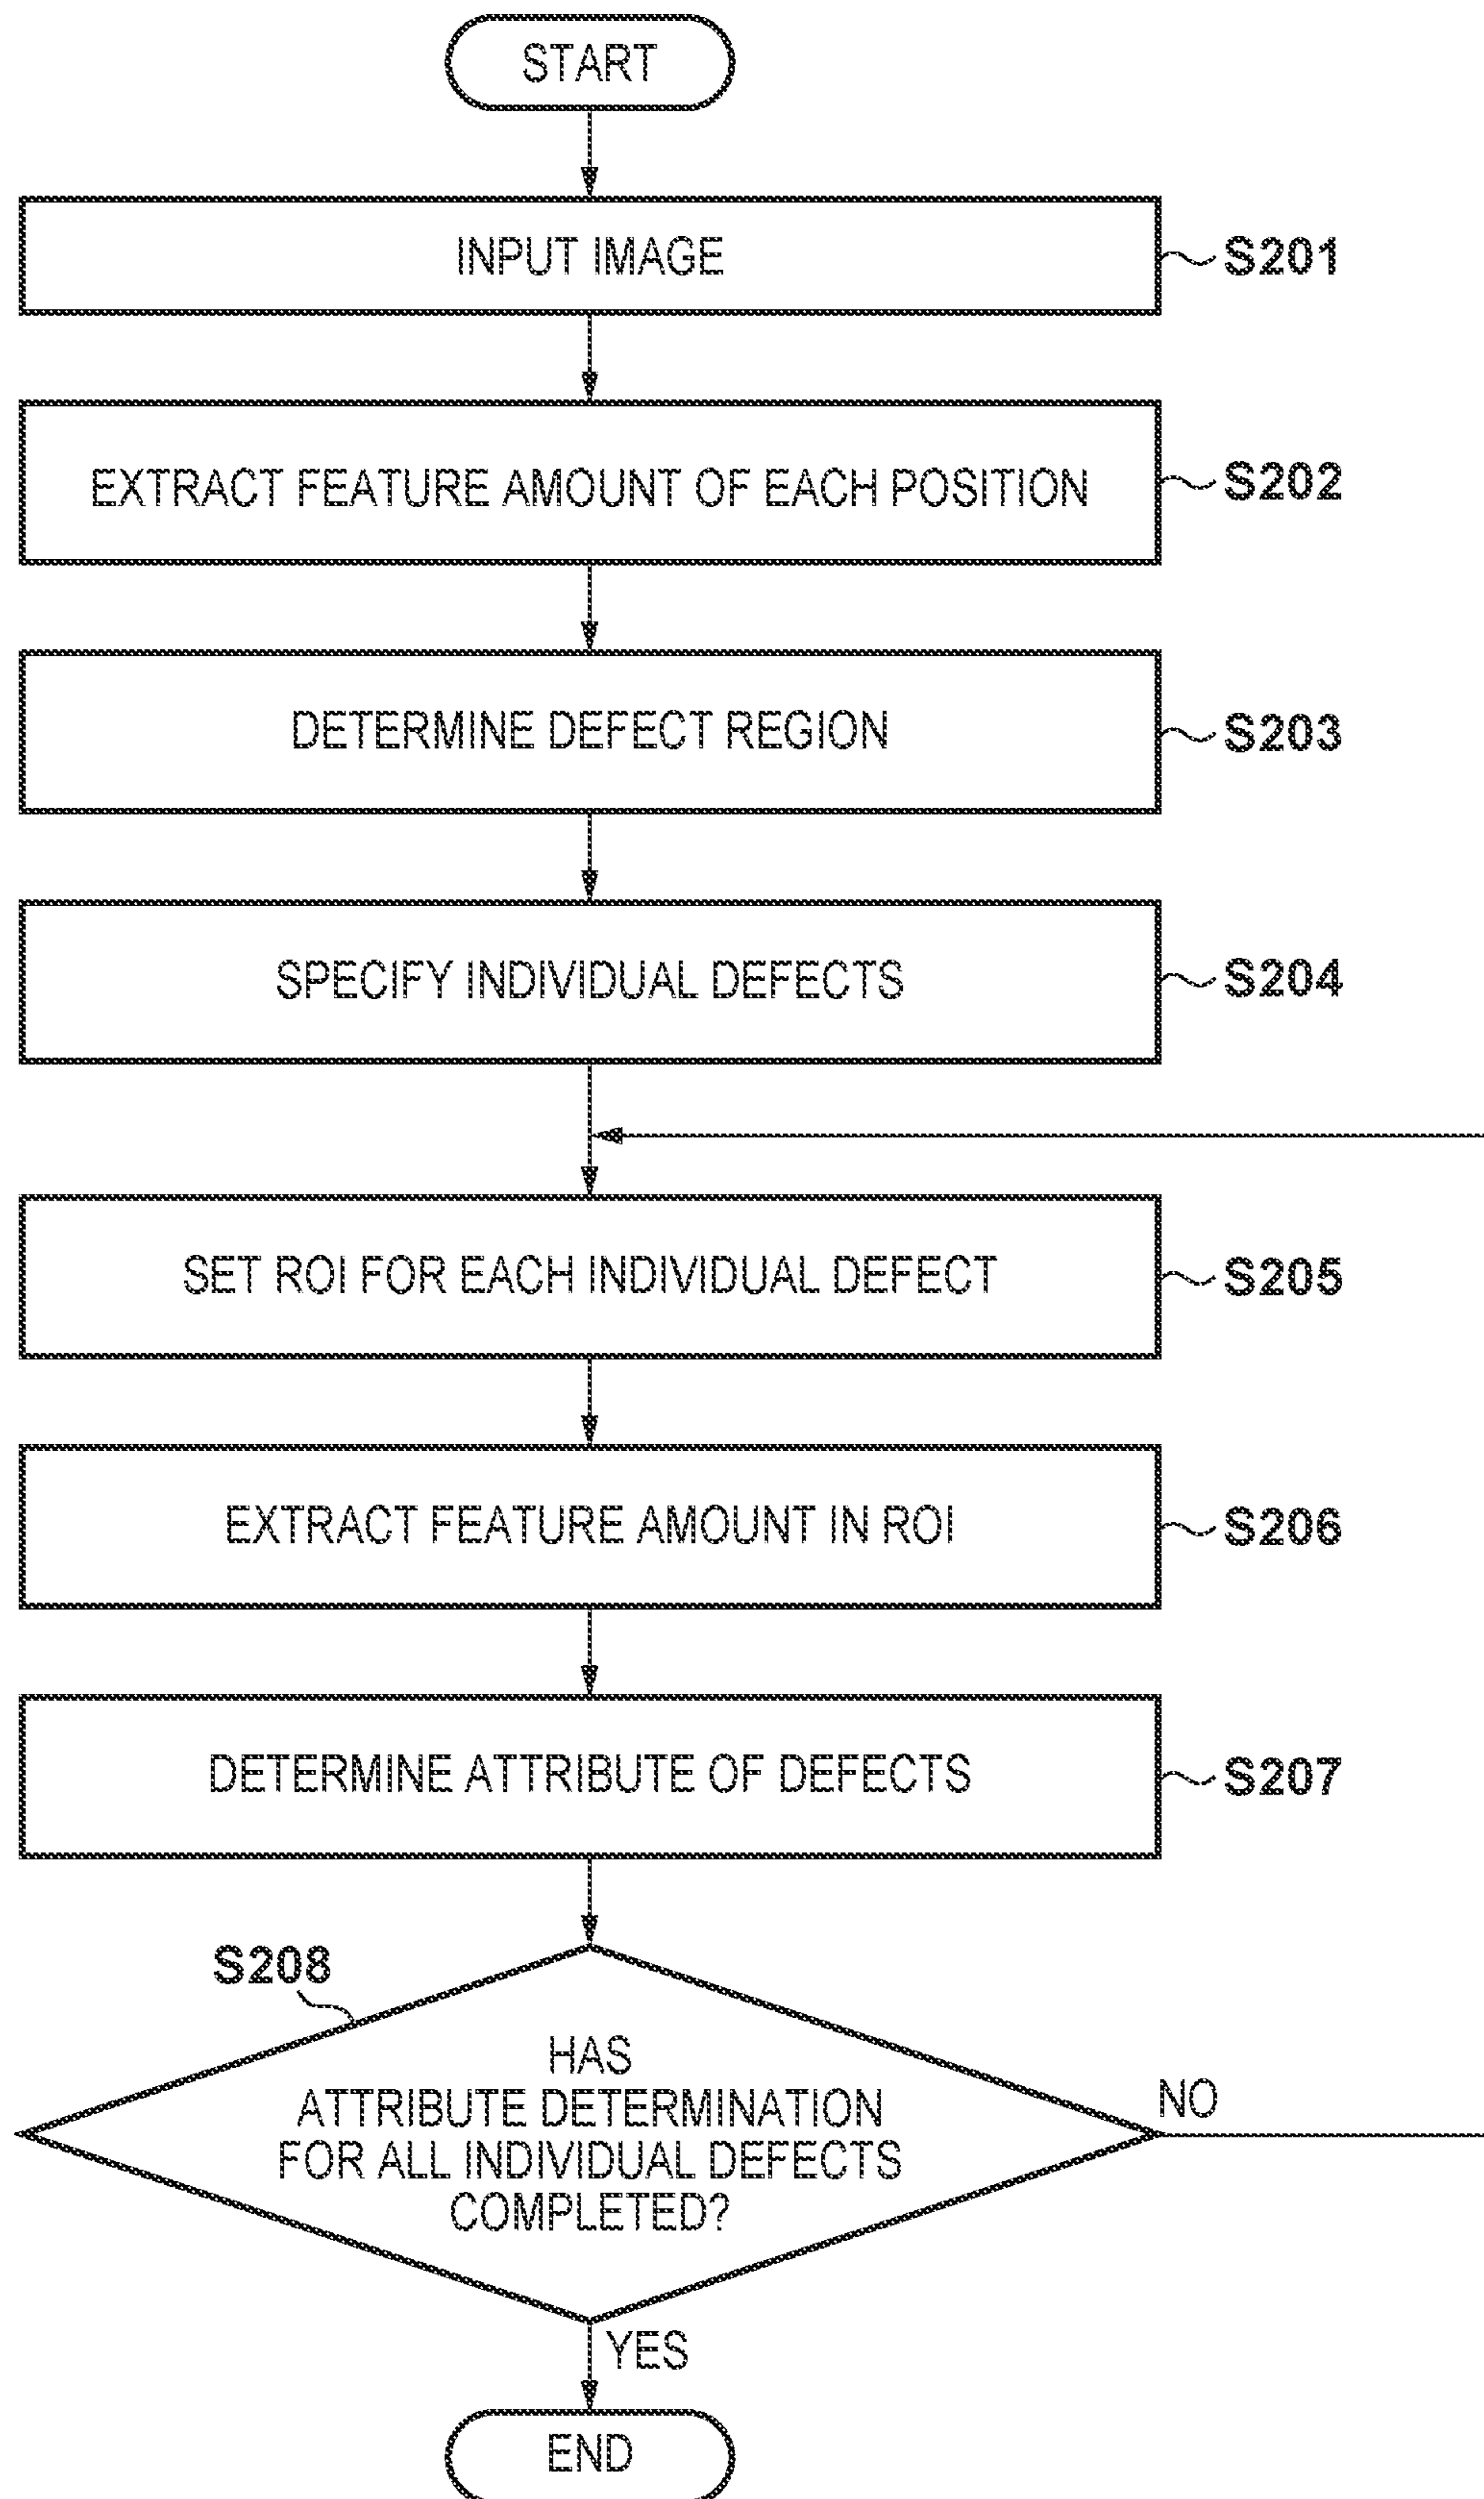 START
INPUT IMAGE
S201
EXTRACT FEATURE AMOUNT OF EACH POSITION
S202
DETERMINE DEFECT REGION
S203
SPECIFY INDIVIDUAL DEFECTS
S204
SET ROI FOR EACH INDIVIDUAL DEFECT
S205
EXTRACT FEATURE AMOUNT IN ROI
S206
DETERMINE ATTRIBUTE OF DEFECTS
S207
S208
HAS
ATTRIBUTE DETERMINATION
FOR ALL INDIVIDUAL DEFECTS
COMPLETED?
NO
YES
END